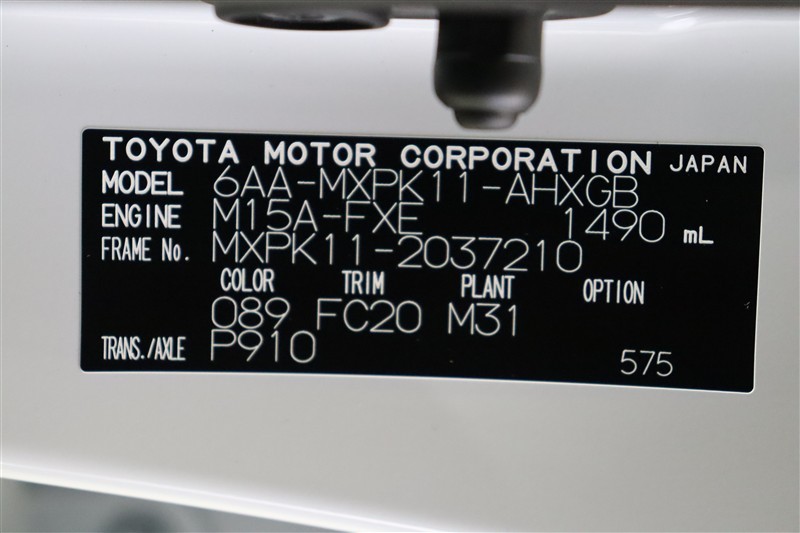 TOYOTA MOTOR CORPORATION JAPAN
MODEL 6AA-MXPK11-AHXGB
ENGINE M15A-FXE 1490 mL
FRAME No. MXPK11-2037210
COLOR TRIM PLANT OPTION
089 FC20 M31
TRANS./AXLE P910 575